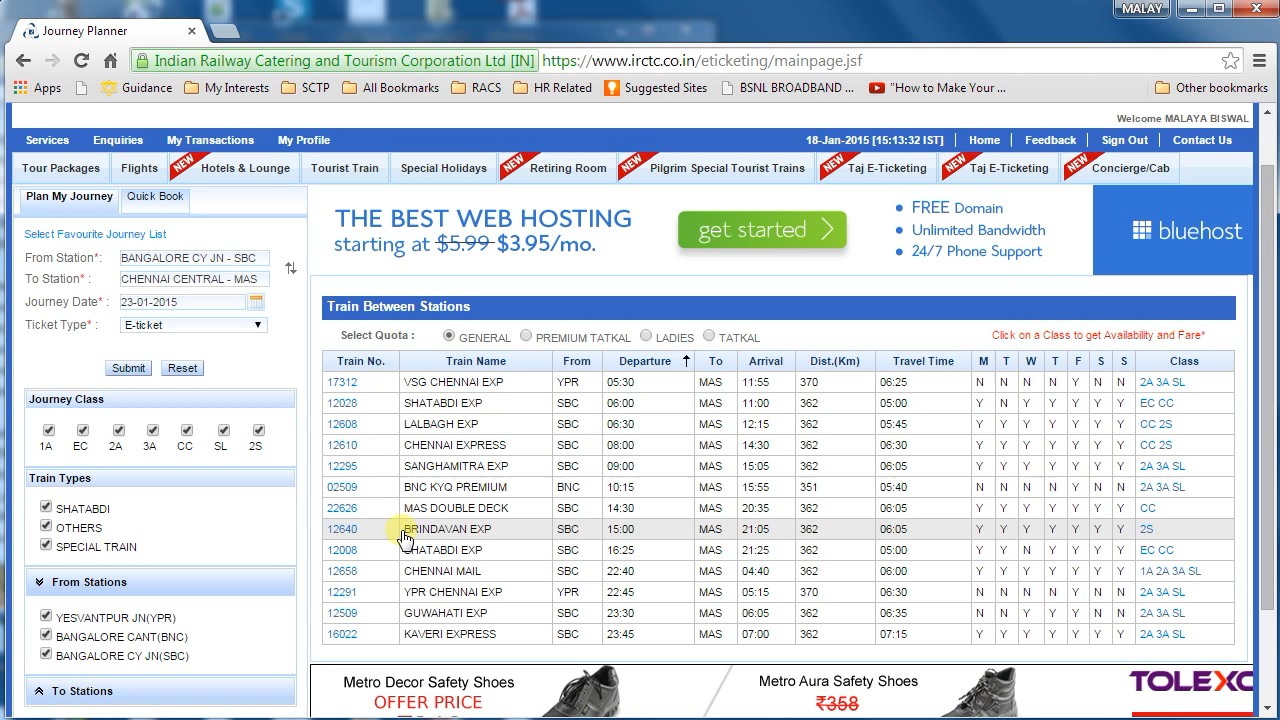 MALAY
Journey Planner
Indian Railway Catering and Tourism Corporation Ltd [IN] https://www.irctc.co.in/eticketing/mainpage.jsf
Apps Guidance My Interests SCTP All Bookmarks RACS HR Related Suggested Sites BSNL BROADBAND ... "How to Make Your ... Other bookmarks
Welcome MALAYA BISWAL
Services Enquiries My Transactions My Profile 18-Jan-2015 [15:13:32 IST] Home Feedback Sign Out Contact Us
Tour Packages Flights NEW Hotels & Lounge Tourist Train Special Holidays NEW Retiring Room NEW Pilgrim Special Tourist Trains NEW Taj E-Ticketing NEW Taj E-Ticketing NEW Concierge/Cab
Plan My Journey Quick Book
Select Favourite Journey List
From Station*: BANGALORE CY JN - SBC
To Station* : CHENNAI CENTRAL - MAS
Journey Date* : 23-01-2015
Ticket Type* : E-ticket
Submit Reset
Journey Class
1A EC 2A 3A CC SL 2S
Train Types
SHATABDI
OTHERS
SPECIAL TRAIN
From Stations
YESVANTPUR JN(YPR)
BANGALORE CANT(BNC)
BANGALORE CY JN(SBC)
To Stations
THE BEST WEB HOSTING
starting at $5.99 $3.95/mo.
get started
FREE Domain
Unlimited Bandwidth
24/7 Phone Support
bluehost
Train Between Stations
Select Quota : GENERAL PREMIUM TATKAL LADIES TATKAL Click on a Class to get Availability and Fare*
Train No. Train Name From Departure To Arrival Dist.(Km) Travel Time M T W T F S S Class
17312 VSG CHENNAI EXP YPR 05:30 MAS 11:55 370 06:25 N N N N Y N N 2A 3A SL
12028 SHATABDI EXP SBC 06:00 MAS 11:00 362 05:00 Y N Y Y Y Y Y EC CC
12608 LALBAGH EXP SBC 06:30 MAS 12:15 362 05:45 Y Y Y Y Y Y Y CC 2S
12610 CHENNAI EXPRESS SBC 08:00 MAS 14:30 362 06:30 Y Y Y Y Y Y Y CC 2S
12295 SANGHAMITRA EXP SBC 09:00 MAS 15:05 362 06:05 Y Y Y Y Y Y Y 2A 3A SL
02509 BNC KYQ PREMIUM BNC 10:15 MAS 15:55 351 05:40 N N N N Y N N 3A SL
22626 MAS DOUBLE DECK SBC 14:30 MAS 20:35 362 06:05 Y Y Y Y Y Y Y CC
12640 BRINDAVAN EXP SBC 15:00 MAS 21:05 362 06:05 Y Y Y Y Y Y Y 2S
12008 SHATABDI EXP SBC 16:25 MAS 21:25 362 05:00 Y Y N Y Y Y Y EC CC
12658 CHENNAI MAIL SBC 22:40 MAS 04:40 362 06:00 Y Y Y Y Y Y Y 1A 2A 3A SL
12291 YPR CHENNAI EXP YPR 22:45 MAS 05:15 370 06:30 N N N N Y N N 2A 3A SL
12509 GUWAHATI EXP SBC 23:30 MAS 06:05 362 06:35 N N Y Y Y N N 2A 3A SL
16022 KAVERI EXPRESS SBC 23:45 MAS 07:00 362 07:15 Y Y Y Y Y Y Y 2A 3A SL
Metro Decor Safety Shoes
OFFER PRICE
Metro Aura Safety Shoes
₹358
TOLEXO